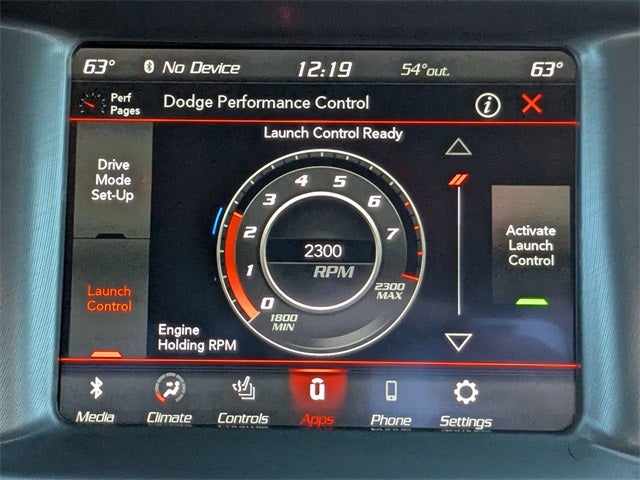 63° No Device 12:19 54°out. 63°
Perf
Pages
Dodge Performance Control
Launch Control Ready
Drive
Mode
Set-Up
Launch
Control
0
1
2
3
4
5
6
7
2300
RPM
1800
MIN
2300
MAX
Engine
Holding RPM
Activate
Launch
Control
Media Climate Controls Apps Phone Settings